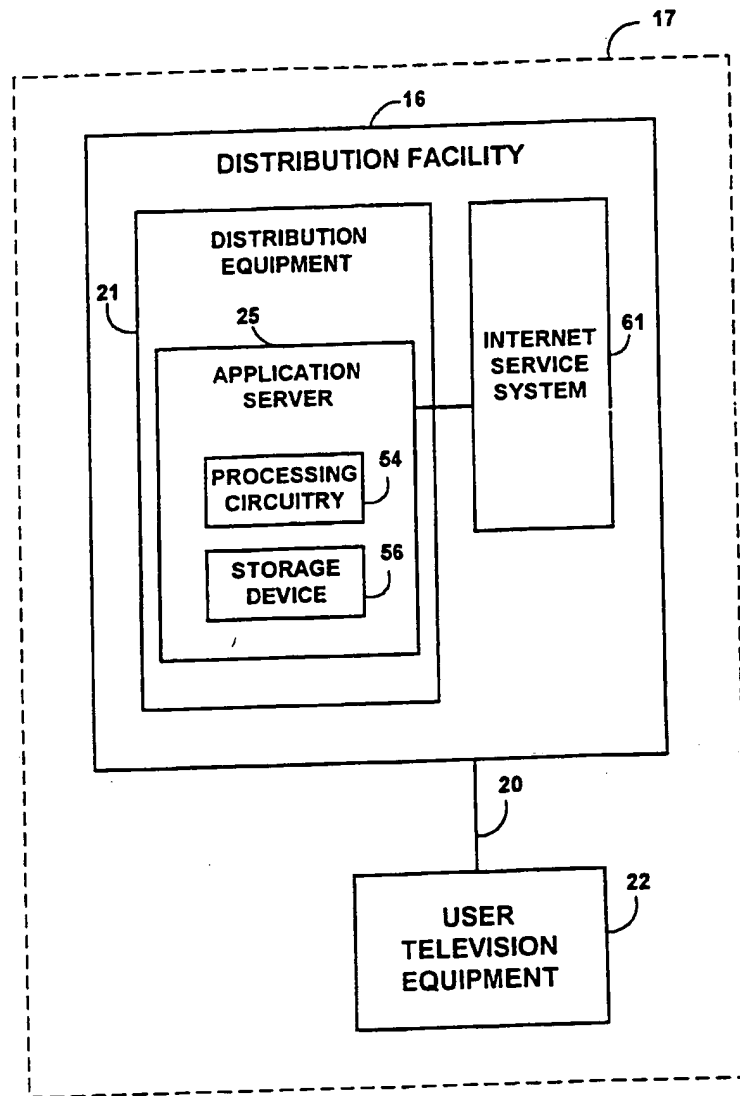 17
16
DISTRIBUTION FACILITY
DISTRIBUTION
EQUIPMENT
21
25
APPLICATION
SERVER
INTERNET
SERVICE
SYSTEM
61
PROCESSING
CIRCUITRY
54
STORAGE
DEVICE
56
20
USER
TELEVISION
EQUIPMENT
22